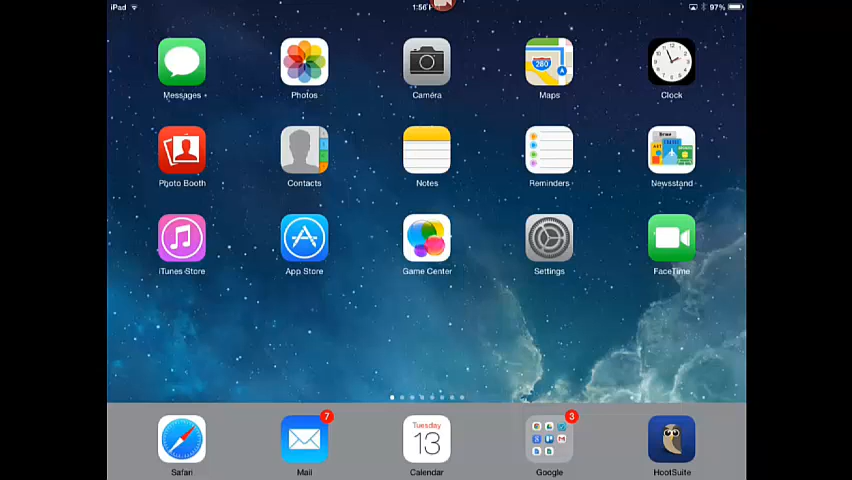 iPad 1:56 97%
Messages Photos Camera Maps Clock
280
Photo Booth Contacts Notes Reminders Newsstand
iTunes Store App Store Game Center Settings FaceTime
7 Tuesday 3
13
Safari Mail Calendar Google HootSuite